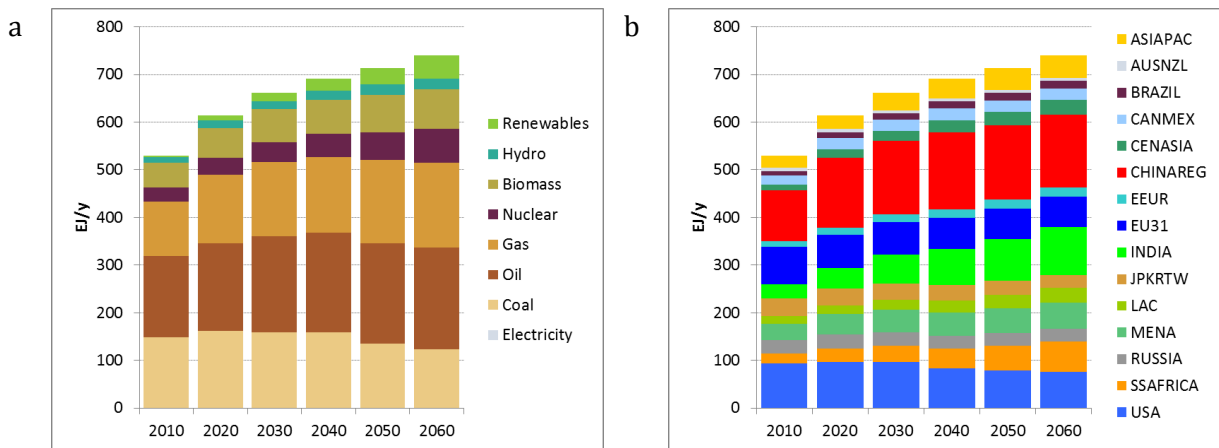 a
EJ/y
800
700
600
500
400
300
200
100
0
2010 2020 2030 2040 2050 2060
Renewables
Hydro
Biomass
Nuclear
Gas
Oil
Coal
Electricity
b
EJ/y
800
700
600
500
400
300
200
100
0
2010 2020 2030 2040 2050 2060
ASIAPAC
AUSNZL
BRAZIL
CANMEX
CENASIA
CHINAREG
EEUR
EU31
INDIA
JPKRTW
LAC
MENA
RUSSIA
SSAFRICA
USA